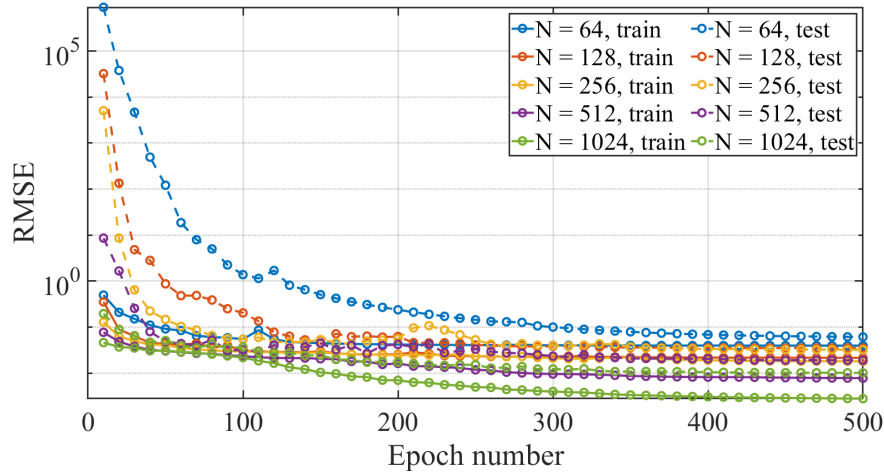 10^5
N = 64, train
N = 64, test
N = 128, train
N = 128, test
N = 256, train
N = 256, test
N = 512, train
N = 512, test
N = 1024, train
N = 1024, test
RMSE
10^0
0 100 200 300 400 500
Epoch number